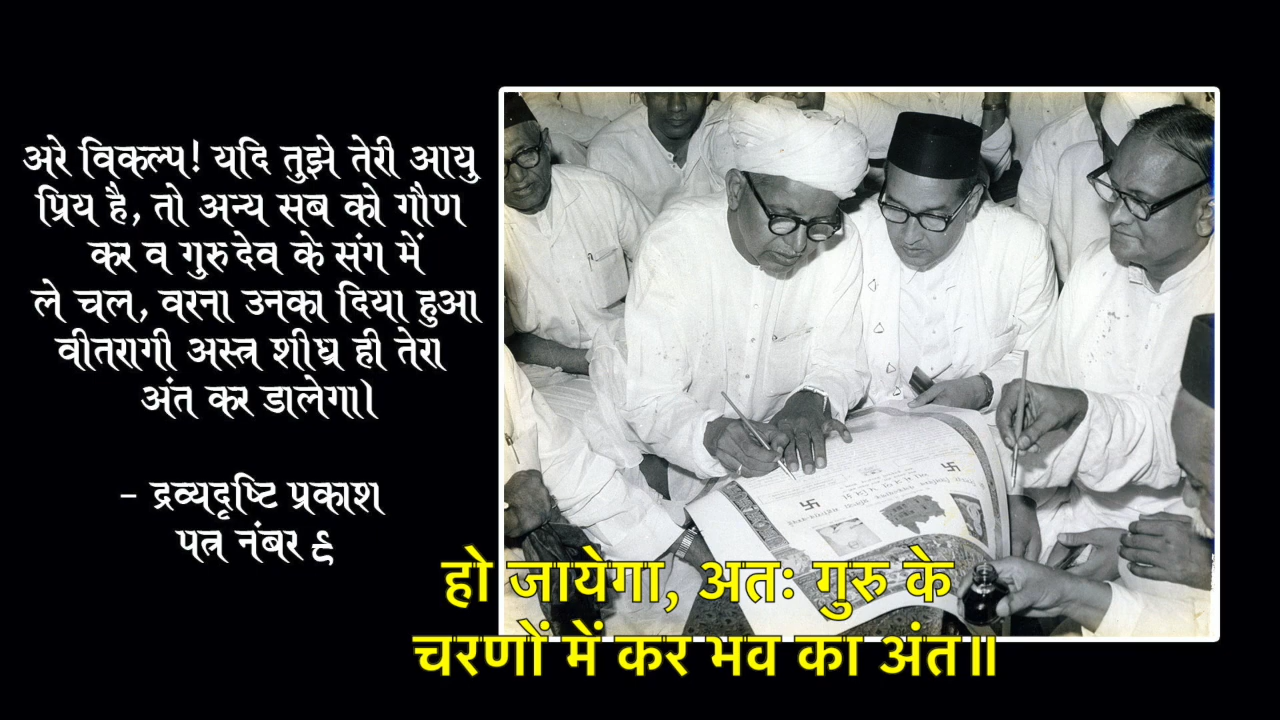 अरे विकल्प! यदि तुझे तेरी आयु
प्रिय है, तो अन्य सब को गौण
कर व गुरुदेव के संग में
ले चल, वरना उनका दिया हुआ
वीतरागी अस्त्र शीघ्र ही तेरा
अंत कर डालेगा।
- द्रव्यदृष्टि प्रकाश
पत्र नंबर ९
हो जायेगा, अतः गुरु के
चरणों में कर भव का अंत॥